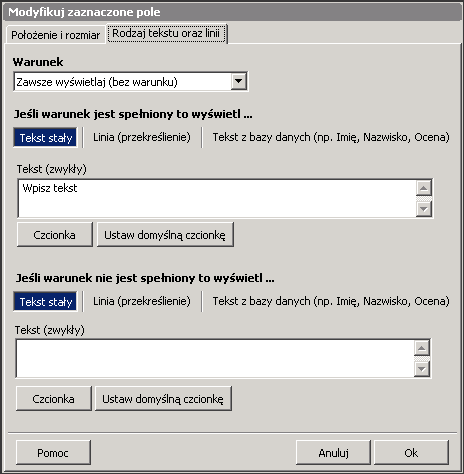 Modyfikuj zaznaczone pole
Położenie i rozmiar Rodzaj tekstu oraz linii
Warunek
Zawsze wyświetlaj (bez warunku)
Jeśli warunek jest spełniony to wyświetl ...
Tekst stały Linia (przekreślienie) Tekst z bazy danych (np. Imię, Nazwisko, Ocena)
Tekst (zwykły)
Wpisz tekst
Czcionka Ustaw domyślną czcionkę
Jeśli warunek nie jest spełniony to wyświetl ...
Tekst stały Linia (przekreślienie) Tekst z bazy danych (np. Imię, Nazwisko, Ocena)
Tekst (zwykły)
Czcionka Ustaw domyślną czcionkę
Pomoc Anuluj Ok